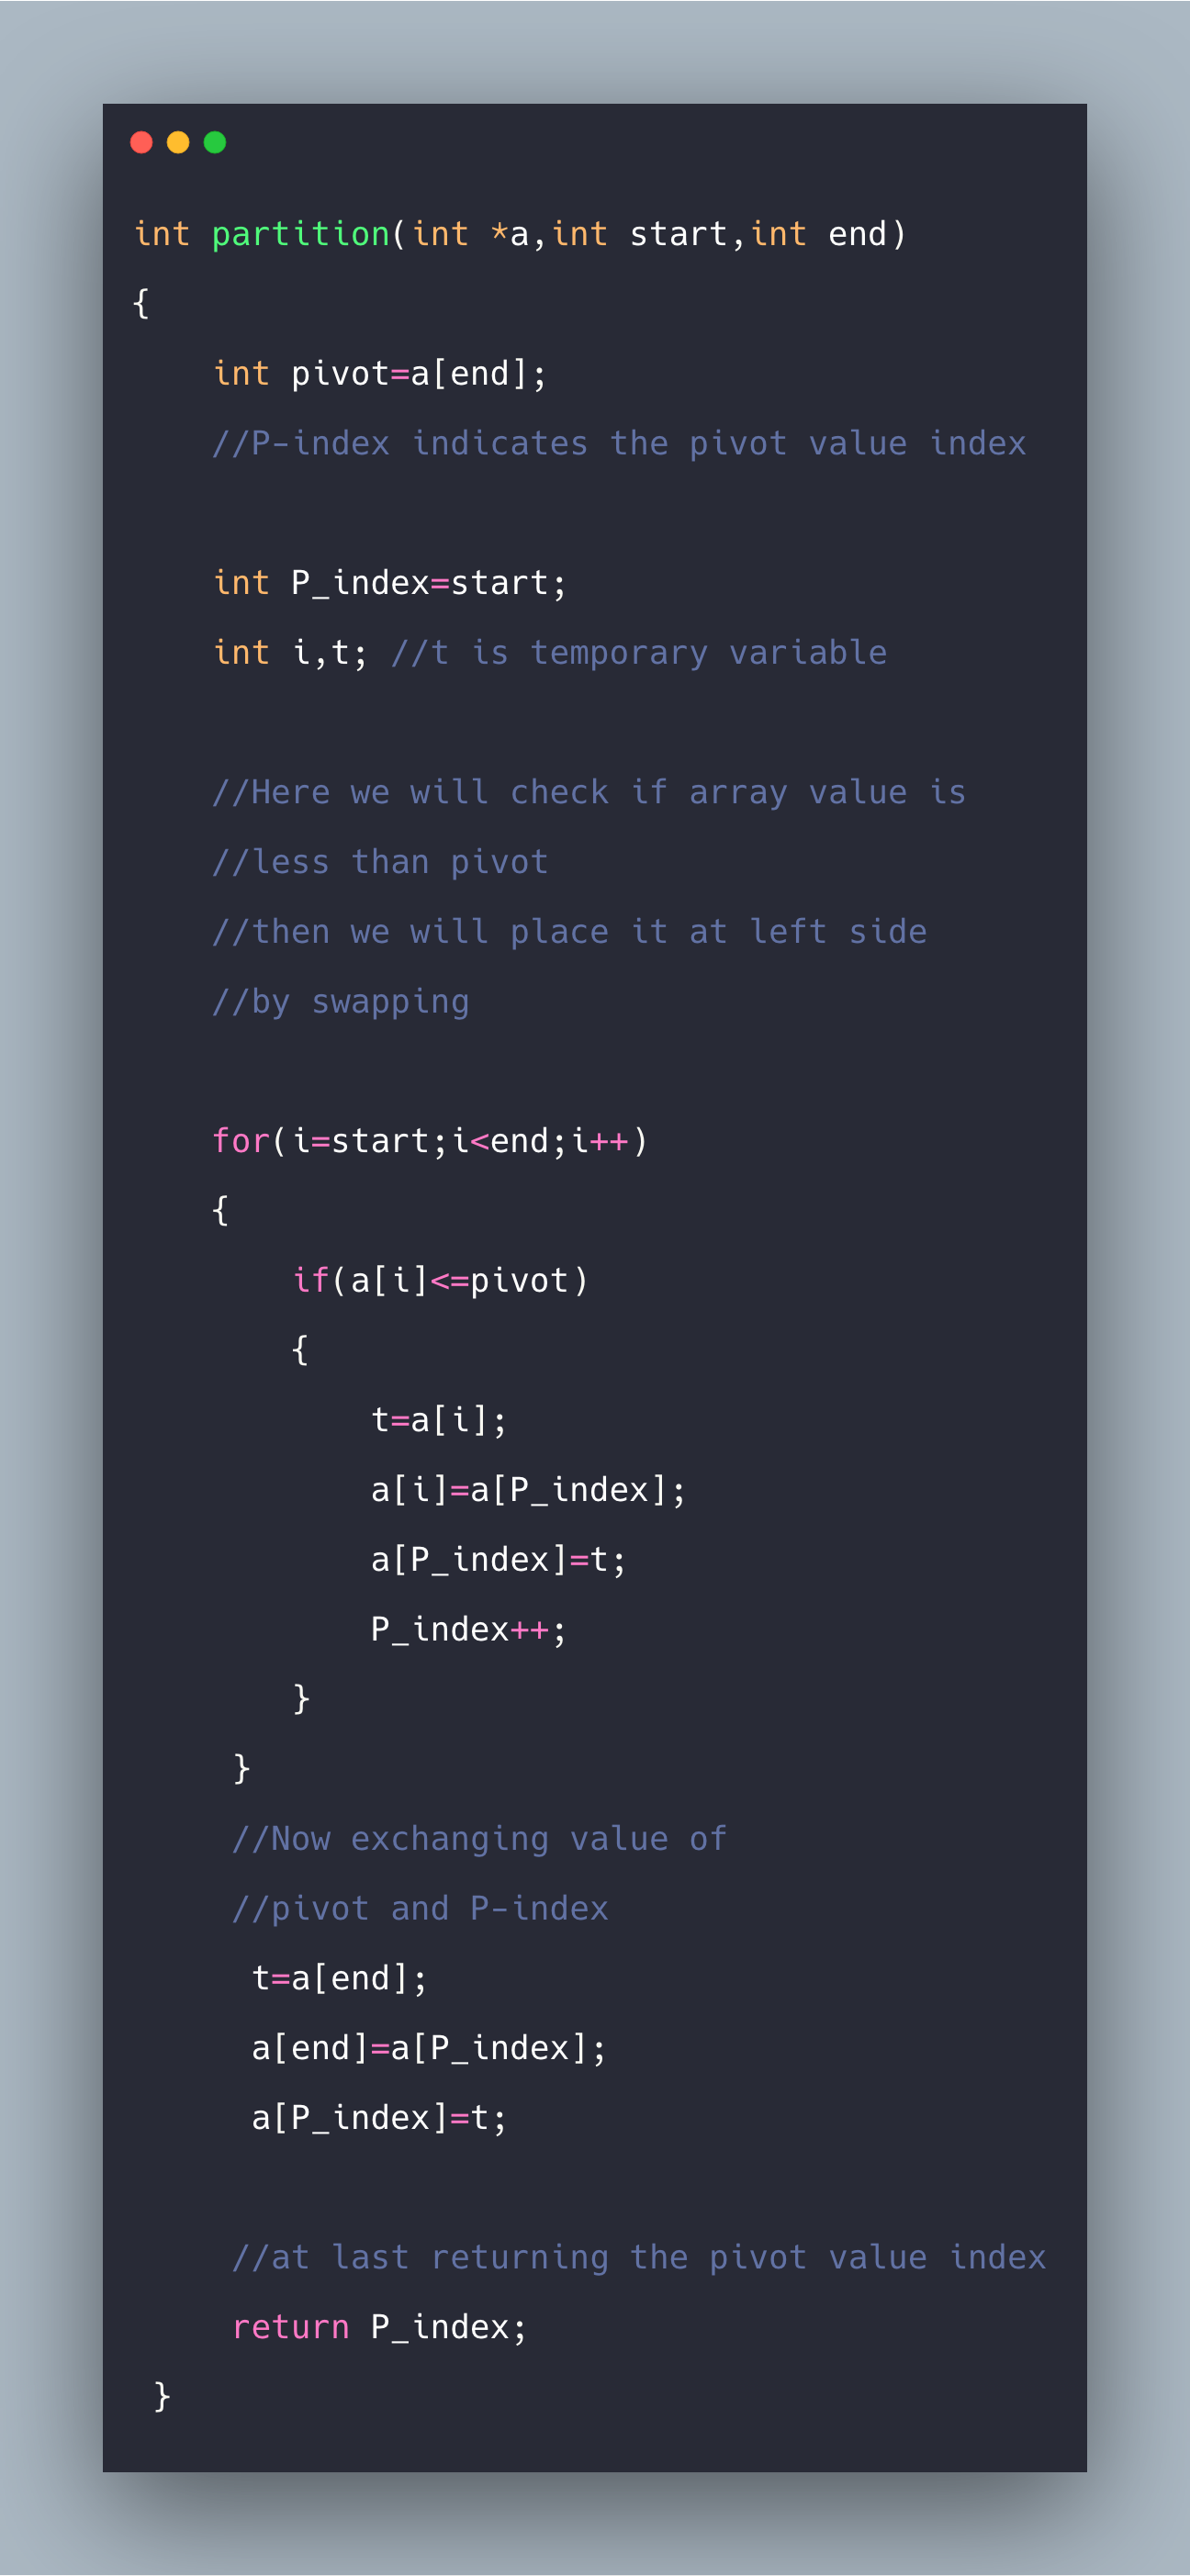 int partition(int *a,int start,int end)
{
    int pivot=a[end];
    //P-index indicates the pivot value index

    int P_index=start;
    int i,t; //t is temporary variable

    //Here we will check if array value is
    //less than pivot
    //then we will place it at left side
    //by swapping

    for(i=start;i<end;i++)
    {
        if(a[i]<=pivot)
        {
            t=a[i];
            a[i]=a[P_index];
            a[P_index]=t;
            P_index++;
        }
     }
     //Now exchanging value of
     //pivot and P-index
      t=a[end];
      a[end]=a[P_index];
      a[P_index]=t;

     //at last returning the pivot value index
     return P_index;
 }